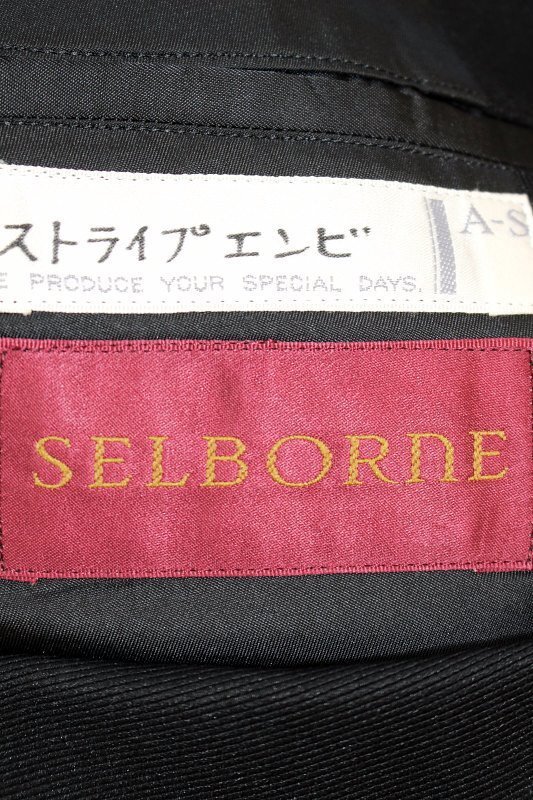 ストライプエンビ
A-S
E PRODUCE YOUR SPECIAL DAYS.
SELBORNE